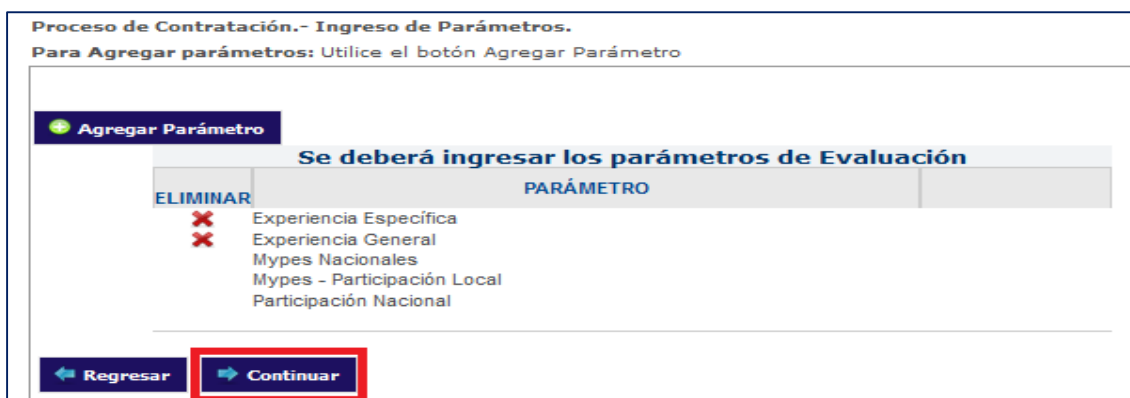 Proceso de Contratación.- Ingreso de Parámetros.
Para Agregar parámetros: Utilice el botón Agregar Parámetro
Agregar Parámetro
Se deberá ingresar los parámetros de Evaluación
ELIMINAR PARÁMETRO
Experiencia Específica
Experiencia General
Mypes Nacionales
Mypes - Participación Local
Participación Nacional
Regresar Continuar